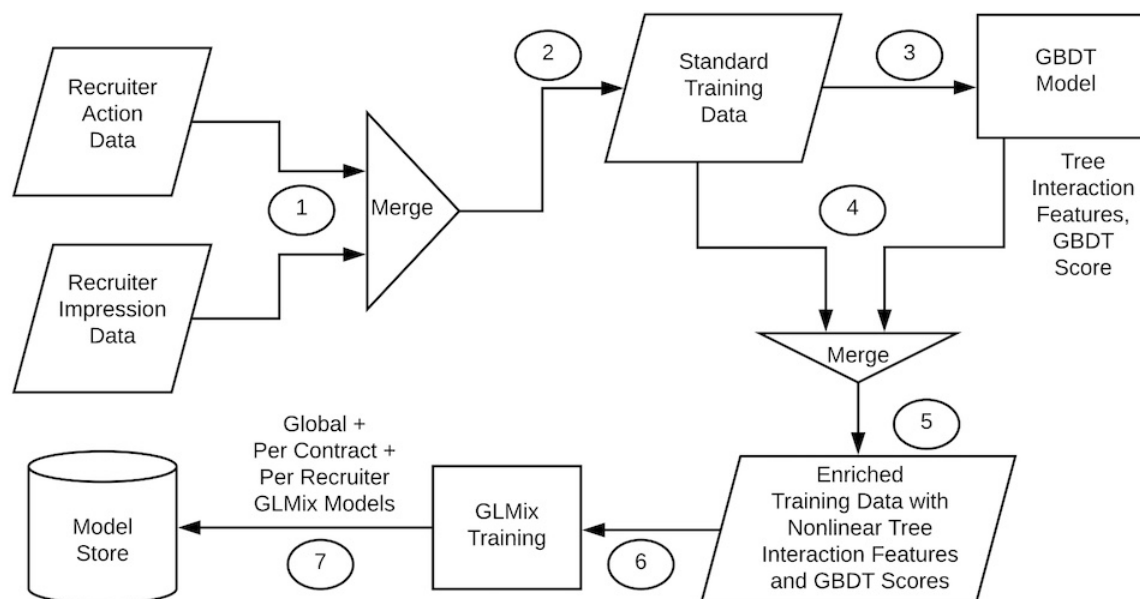 Recruiter
Action
Data
Recruiter
Impression
Data
1
Merge
2
Standard
Training
Data
3
GBDT
Model
Tree
Interaction
Features,
GBDT
Score
4
Merge
5
Enriched
Training Data with
Nonlinear Tree
Interaction Features
and GBDT Scores
6
GLMix
Training
Global +
Per Contract +
Per Recruiter
GLMix Models
7
Model
Store